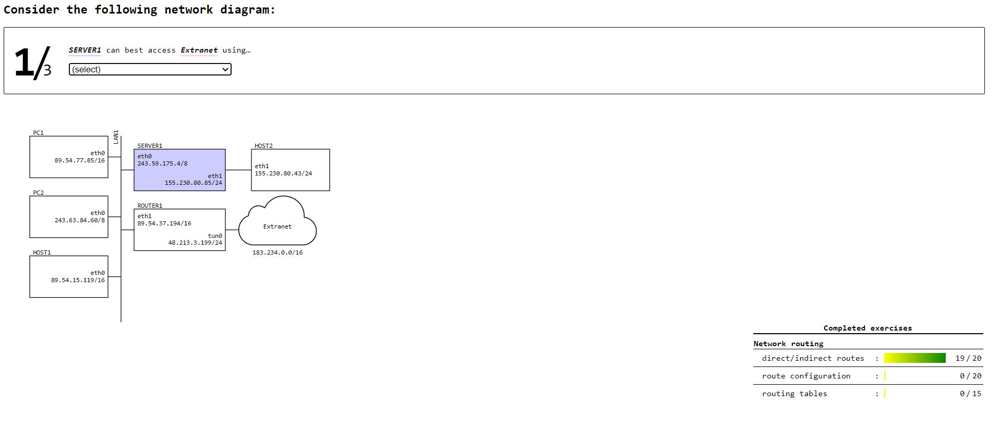 Consider the following network diagram:
1/3
SERVER1 can best access Extranet using…
(select)
LAN1
PC1
eth0
89.54.77.85/16
SERVER1
eth0
243.59.175.4/8
eth1
155.230.80.85/24
HOST2
eth1
155.230.80.43/24
PC2
eth0
243.63.84.60/8
ROUTER1
eth1
89.54.37.194/16
tun0
48.213.3.199/24
Extranet
183.234.0.0/16
HOST1
eth0
89.54.15.119/16
Completed exercises
Network routing
direct/indirect routes : 19/20
route configuration : 0/20
routing tables : 0/15